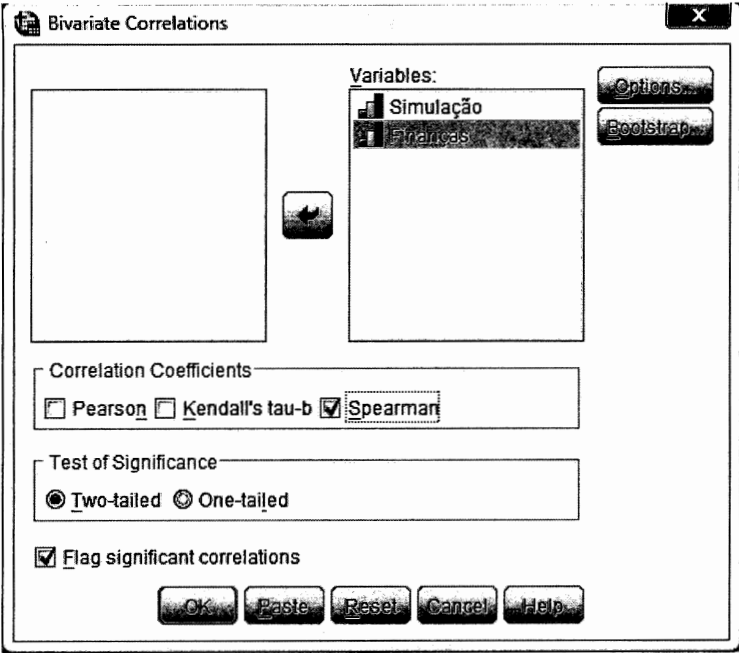 Bivariate Correlations
X
Variables:
Simulação
Finanças
Options...
Bootstrap...
Correlation Coefficients
Pearson Kendall's tau-b Spearman
Test of Significance
Two-tailed One-tailed
Flag significant correlations
OK Paste Reset Cancel Help